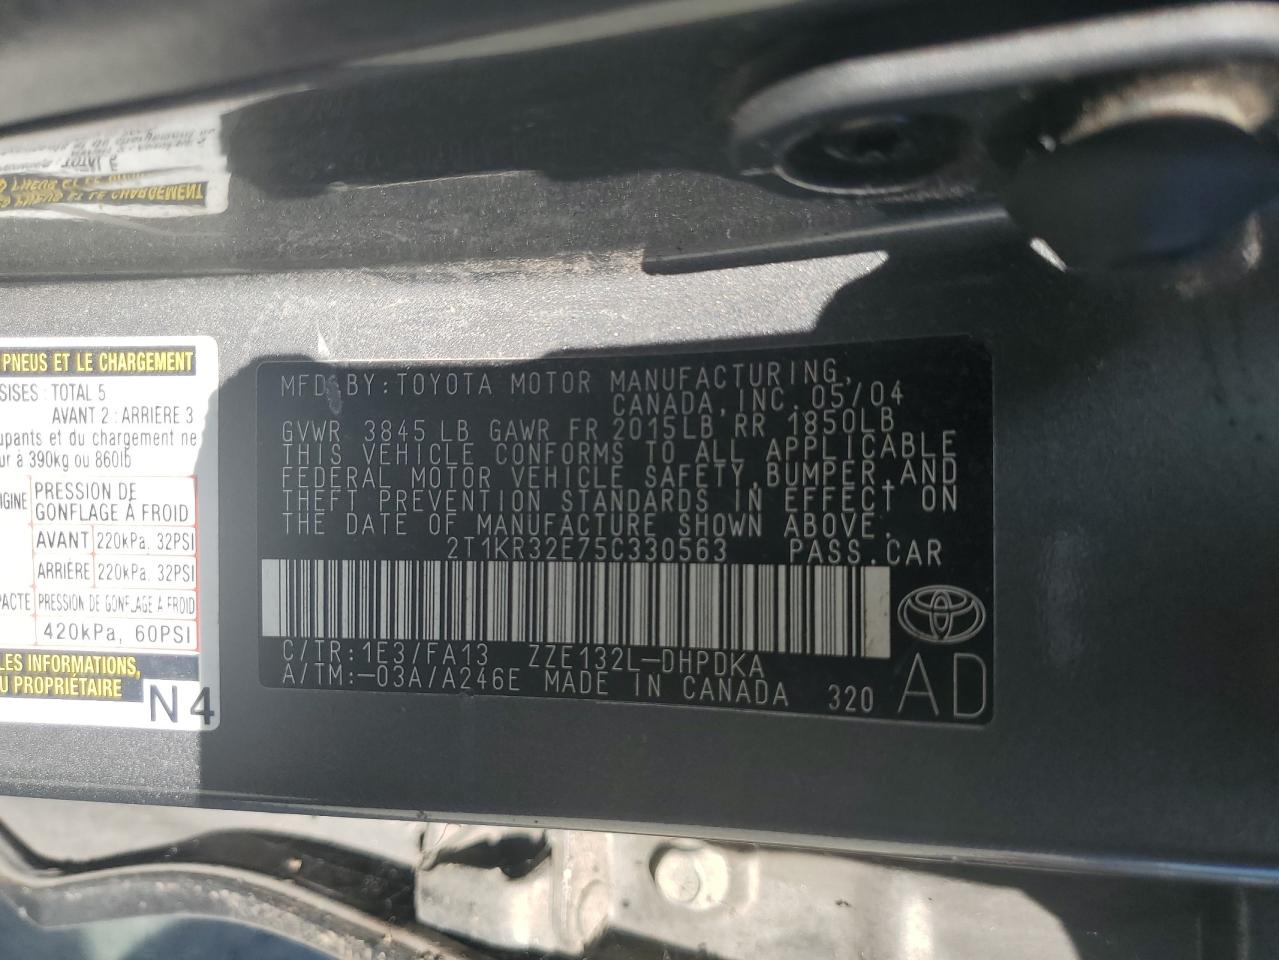 PNEUS ET LE CHARGEMENT
SISES : TOTAL 5
AVANT 2 : ARRIÈRE 3
upants et du chargement ne
ur à 390kg ou 860lb
IGINE
PRESSION DE
GONFLAGE À FROID
AVANT 220kPa. 32PSI
ARRIÈRE 220kPa. 32PSI
PACTE PRESSION DE GONFLAGE À FROID
420kPa, 60PSI
LES INFORMATIONS,
U PROPRIÉTAIRE
N4
MFD BY: TOYOTA MOTOR MANUFACTURING,
CANADA, INC. 05/04
GVWR 3845 LB GAWR FR 2015LB RR 1850LB
THIS VEHICLE CONFORMS TO ALL APPLICABLE
FEDERAL MOTOR VEHICLE SAFETY, BUMPER, AND
THEFT PREVENTION STANDARDS IN EFFECT ON
THE DATE OF MANUFACTURE SHOWN ABOVE.
2T1KR32E75C330563 PASS. CAR
C/TR: 1E3/FA13 ZZE132L-DHPDKA
A/TM:-03A/A246E MADE IN CANADA 320 AD